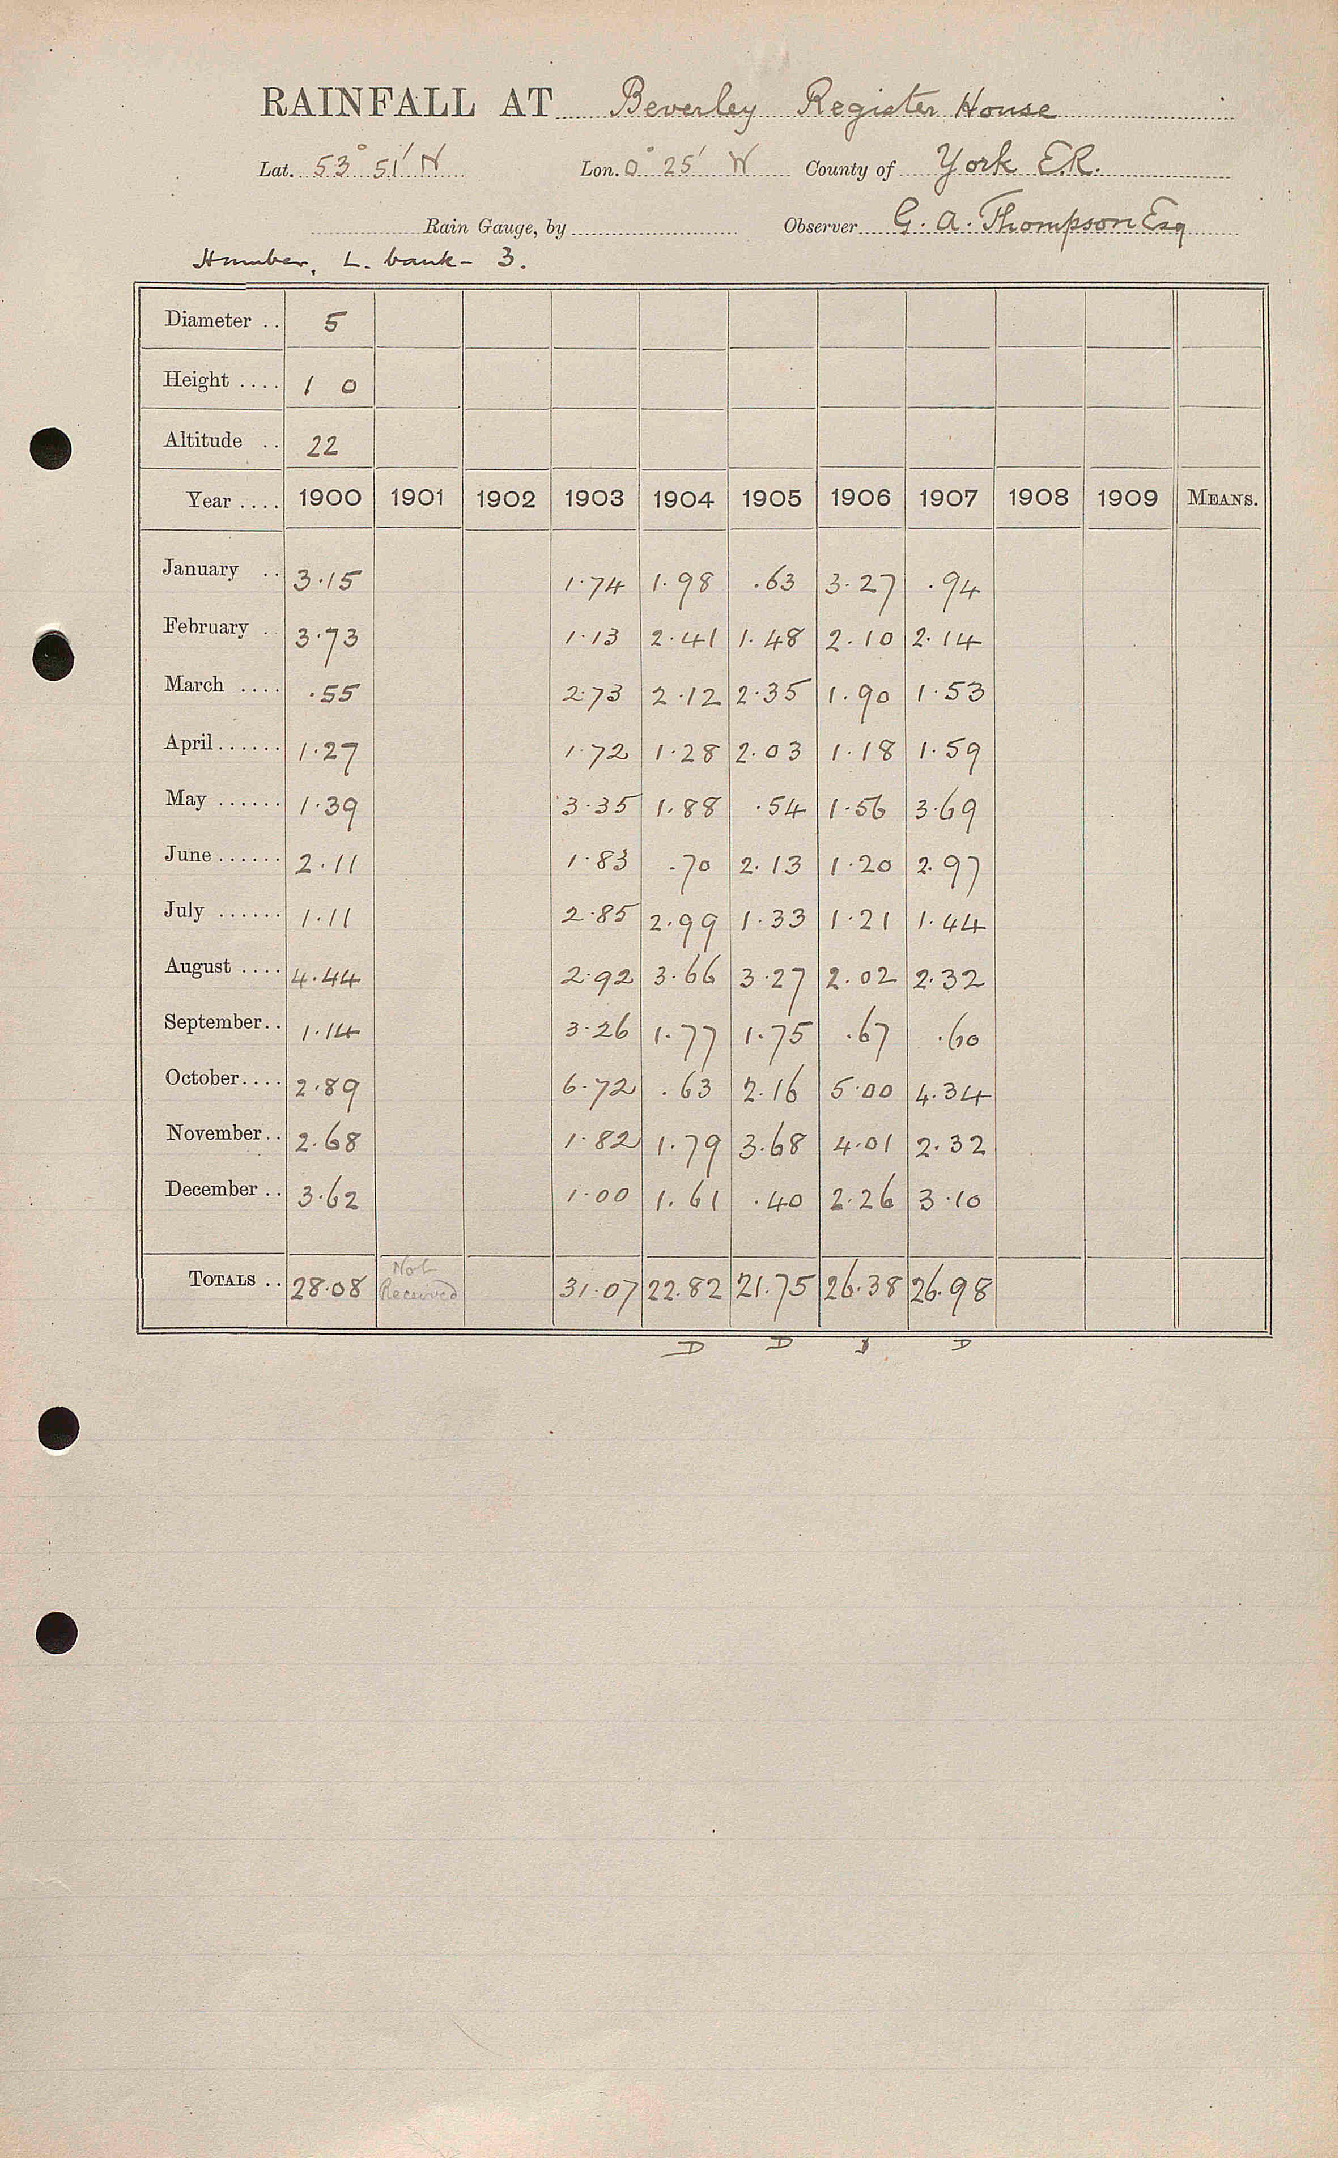 RAINFALL AT Beverley Register House
Lat. 53° 51' N Lon. 0° 25' W County of York E.R.
Rain Gauge, by Observer G. A. Thompson Esq
Humber, L. bank - 3.
Diameter .. 5
Height .... 1 0
Altitude .. 22
Year .... 1900 1901 1902 1903 1904 1905 1906 1907 1908 1909 MEANS.
January .. 3.15 1.74 1.98 .63 3.27 .94
February .. 3.73 1.13 2.41 1.48 2.10 2.14
March .... .55 2.73 2.12 2.35 1.90 1.53
April ...... 1.27 1.72 1.28 2.03 1.18 1.59
May ...... 1.39 3.35 1.88 .54 1.56 3.69
June ...... 2.11 1.83 .70 2.13 1.20 2.97
July ...... 1.11 2.85 2.99 1.33 1.21 1.44
August .... 4.44 2.92 3.66 3.27 2.02 2.32
September .. 1.14 3.26 1.77 1.75 .67 .60
October .... 2.89 6.72 .63 2.16 5.00 4.34
November .. 2.68 1.82 1.79 3.68 4.01 2.32
December .. 3.62 1.00 1.61 .40 2.26 3.10
TOTALS .. 28.08 Not Received 31.07 22.82 21.75 26.38 26.98
D D D